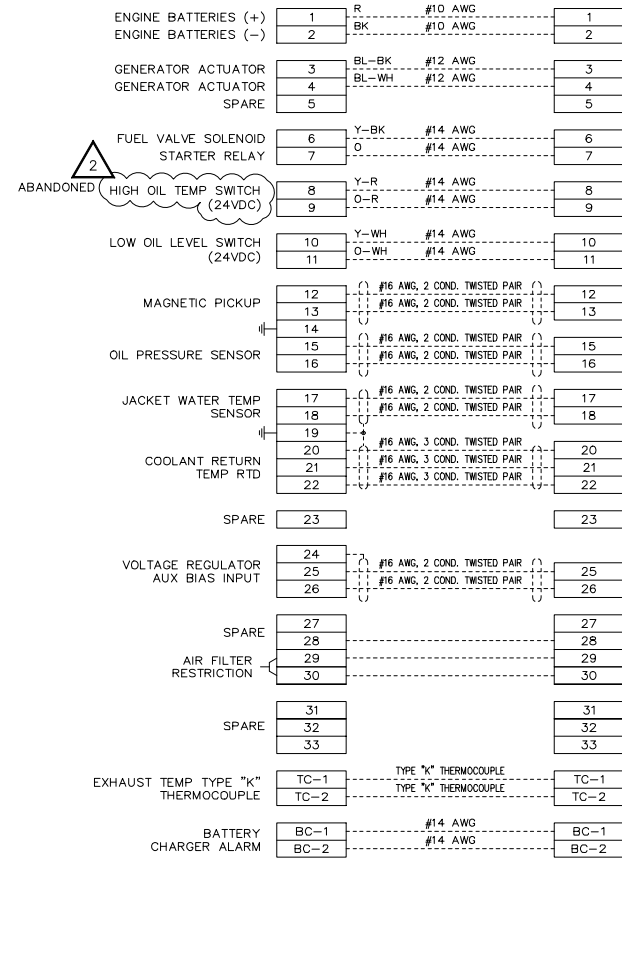 ENGINE BATTERIES (+) 1 R #10 AWG 1
ENGINE BATTERIES (−) 2 BK #10 AWG 2
GENERATOR ACTUATOR 3 BL−BK #12 AWG 3
GENERATOR ACTUATOR 4 BL−WH #12 AWG 4
SPARE 5 5
FUEL VALVE SOLENOID 6 Y−BK #14 AWG 6
STARTER RELAY 7 O #14 AWG 7
2
ABANDONED HIGH OIL TEMP SWITCH 8 Y−R #14 AWG 8
(24VDC) 9 O−R #14 AWG 9
LOW OIL LEVEL SWITCH 10 Y−WH #14 AWG 10
(24VDC) 11 O−WH #14 AWG 11
MAGNETIC PICKUP
12 #16 AWG, 2 COND. TWISTED PAIR 12
13 #16 AWG, 2 COND. TWISTED PAIR 13
14
OIL PRESSURE SENSOR
15 #16 AWG, 2 COND. TWISTED PAIR 15
16 #16 AWG, 2 COND. TWISTED PAIR 16
JACKET WATER TEMP 17 #16 AWG, 2 COND. TWISTED PAIR 17
SENSOR 18 #16 AWG, 2 COND. TWISTED PAIR 18
19
20 #16 AWG, 3 COND. TWISTED PAIR 20
COOLANT RETURN 21 #16 AWG, 3 COND. TWISTED PAIR 21
TEMP RTD 22 #16 AWG, 3 COND. TWISTED PAIR 22
SPARE 23 23
24
VOLTAGE REGULATOR 25 #16 AWG, 2 COND. TWISTED PAIR 25
AUX BIAS INPUT 26 #16 AWG, 2 COND. TWISTED PAIR 26
SPARE
27 27
28 28
AIR FILTER 29 29
RESTRICTION 30 30
31 31
SPARE 32 32
33 33
EXHAUST TEMP TYPE "K" TC−1 TYPE "K" THERMOCOUPLE TC−1
THERMOCOUPLE TC−2 TYPE "K" THERMOCOUPLE TC−2
BATTERY BC−1 #14 AWG BC−1
CHARGER ALARM BC−2 #14 AWG BC−2